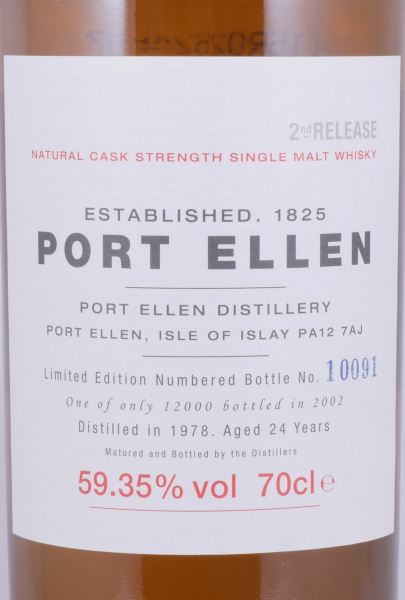 2nd RELEASE
NATURAL CASK STRENGTH SINGLE MALT WHISKY
ESTABLISHED. 1825
PORT ELLEN
PORT ELLEN DISTILLERY
PORT ELLEN, ISLE OF ISLAY PA12 7AJ
Limited Edition Numbered Bottle No. 10091
One of only 12000 bottled in 2002
Distilled in 1978. Aged 24 Years
Matured and Bottled by the Distillers
59.35% vol 70cl e